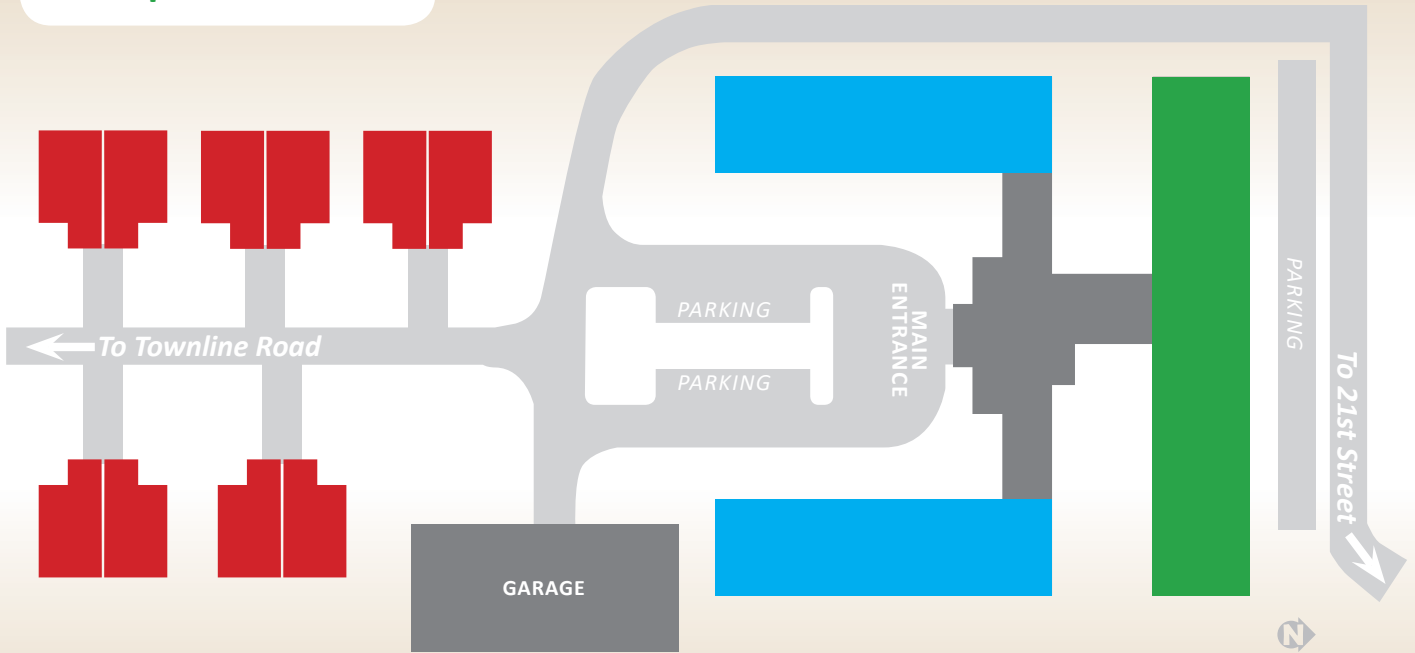 To Townline Road
PARKING
PARKING
MAIN
ENTRANCE
PARKING
To 21st Street
GARAGE
N